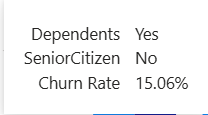 Dependents Yes
SeniorCitizen No
Churn Rate 15.06%